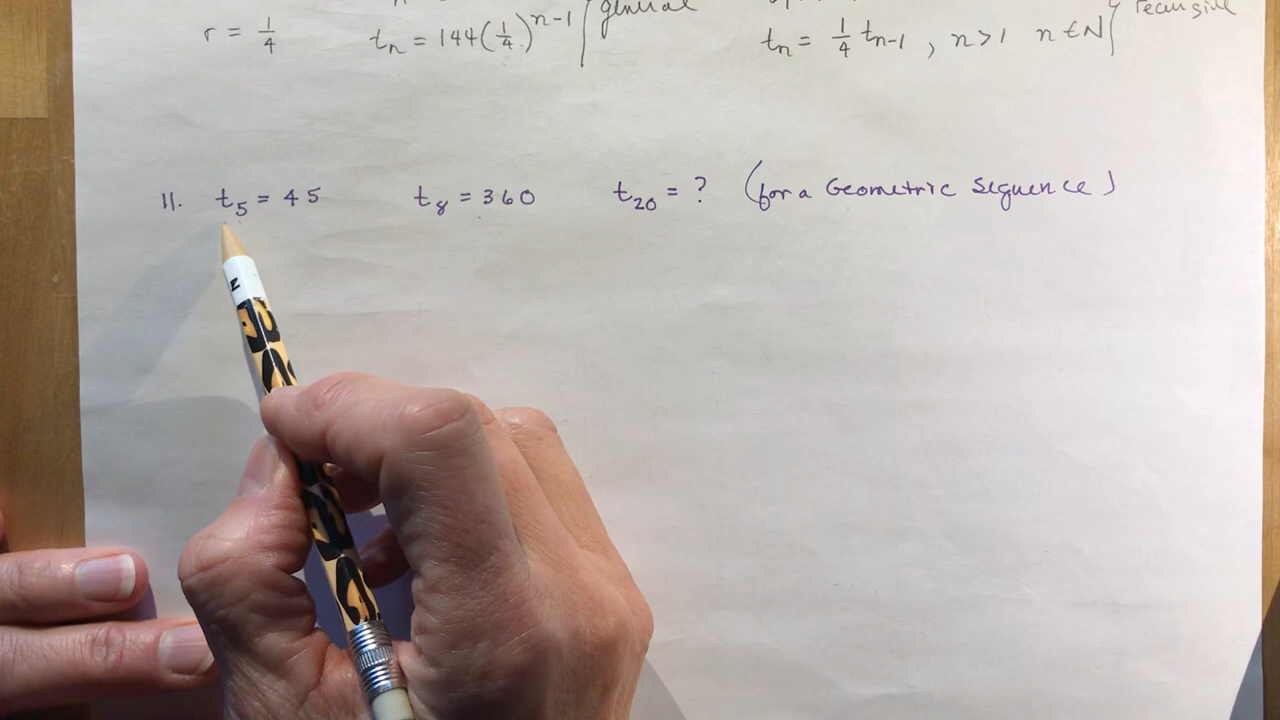 general
recursive
r = 1/4 tₙ = 144(1/4)ⁿ⁻¹ tₙ = 1/4 tₙ₋₁ , n>1 n ∈ N
11. t₅ = 45 t₈ = 360 t₂₀ = ? (for a Geometric Sequence)